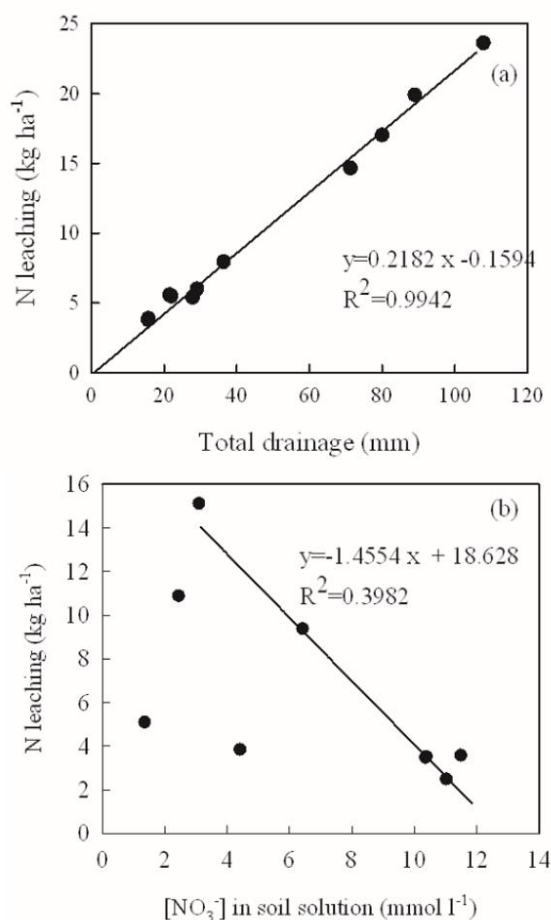 25
20
15
10
5
0
N leaching (kg ha⁻¹)
(a)
y=0.2182 x -0.1594
R²=0.9942
0 20 40 60 80 100 120
Total drainage (mm)
16
14
12
10
8
6
4
2
0
N leaching (kg ha⁻¹)
(b)
y=-1.4554 x + 18.628
R²=0.3982
0 2 4 6 8 10 12 14
[NO₃⁻] in soil solution (mmol l⁻¹)